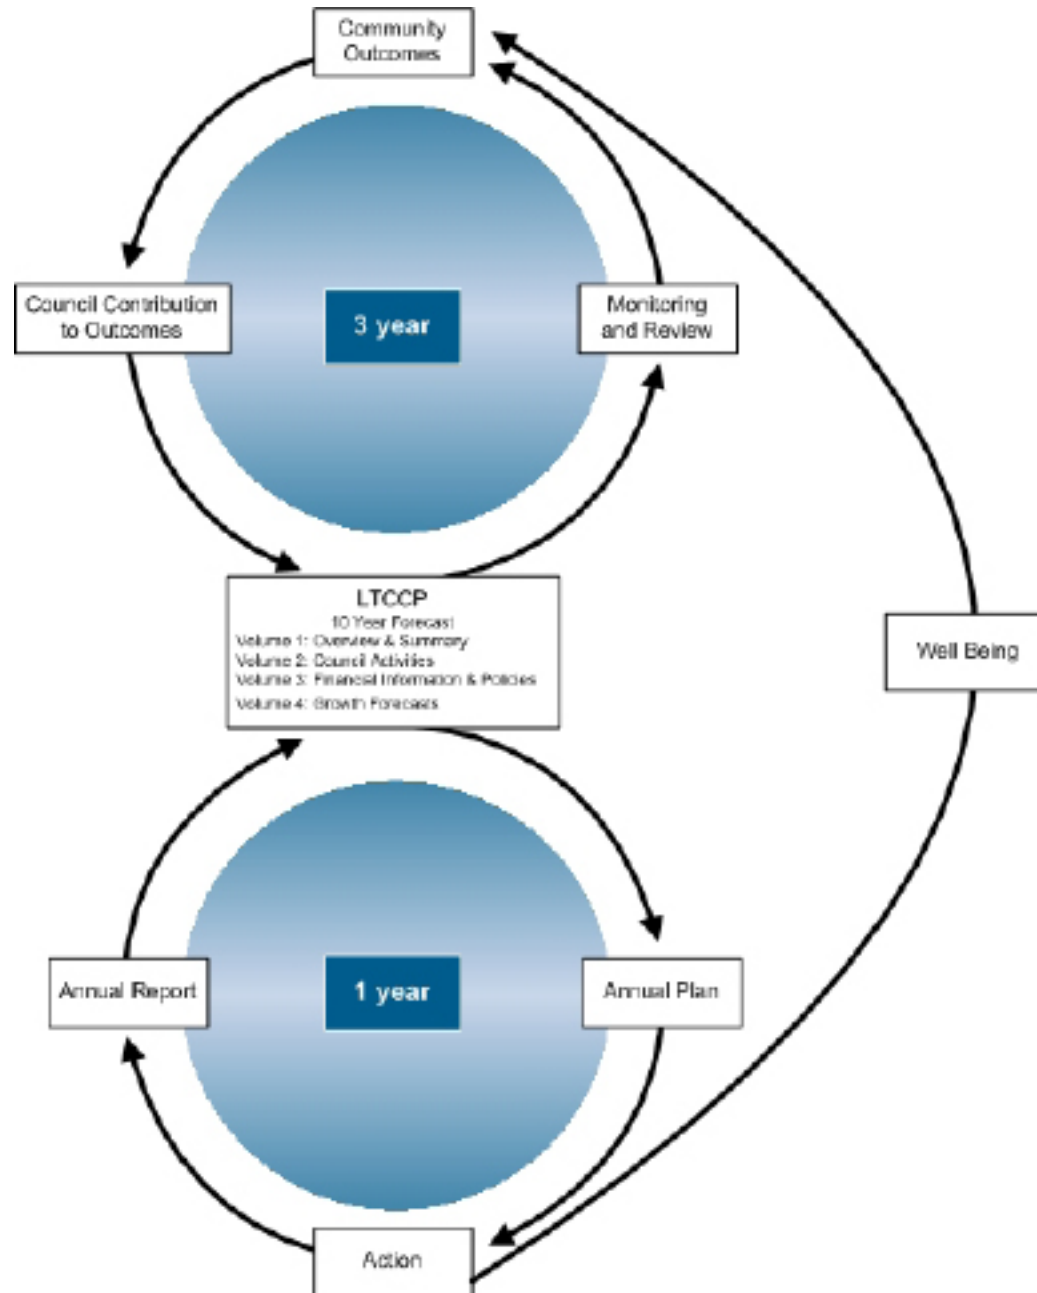 Community
Outcomes
Council Contribution
to Outcomes
3 year
Monitoring
and Review
LTCCP
10 Year Forecast
Volume 1: Overview & Summary
Volume 2: Council Activities
Volume 3: Financial Information & Policies
Volume 4: Growth Forecasts
Well Being
Annual Report
1 year
Annual Plan
Action